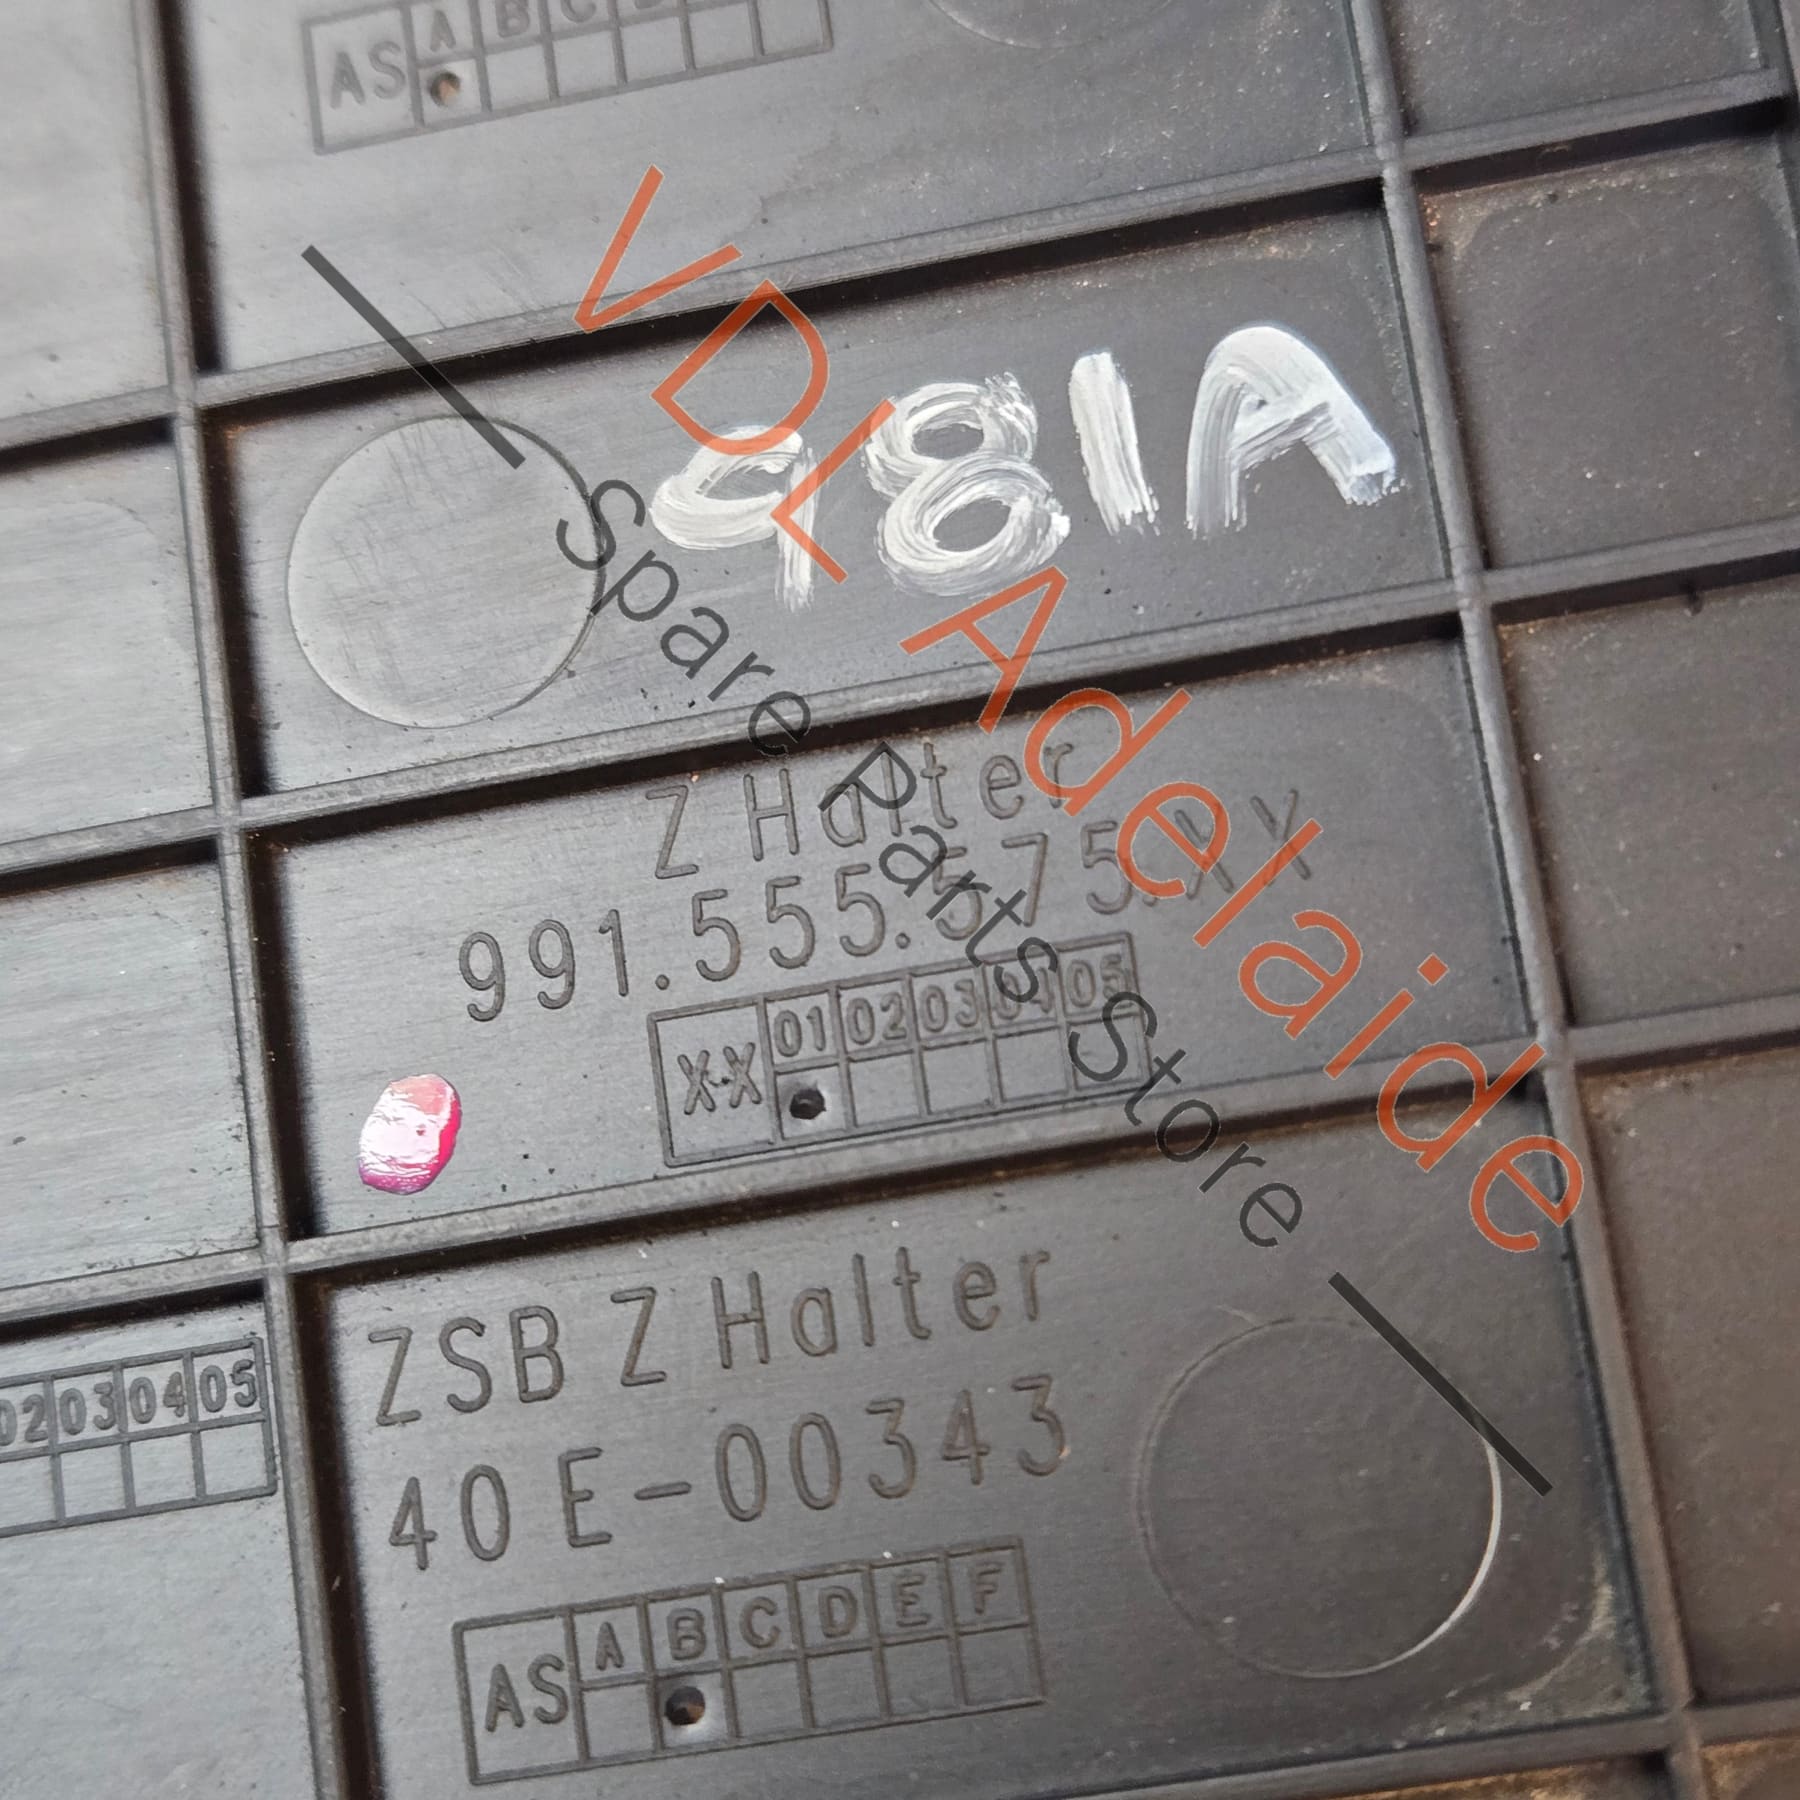 A B C
AS
981A
Z Halter
991.555.575.XX
01 02 03 04 05
XX
ZSB Z Halter
40 E-00343
A B C D E F
AS
02 03 04 05
VDL Adelaide
Spare Parts Store